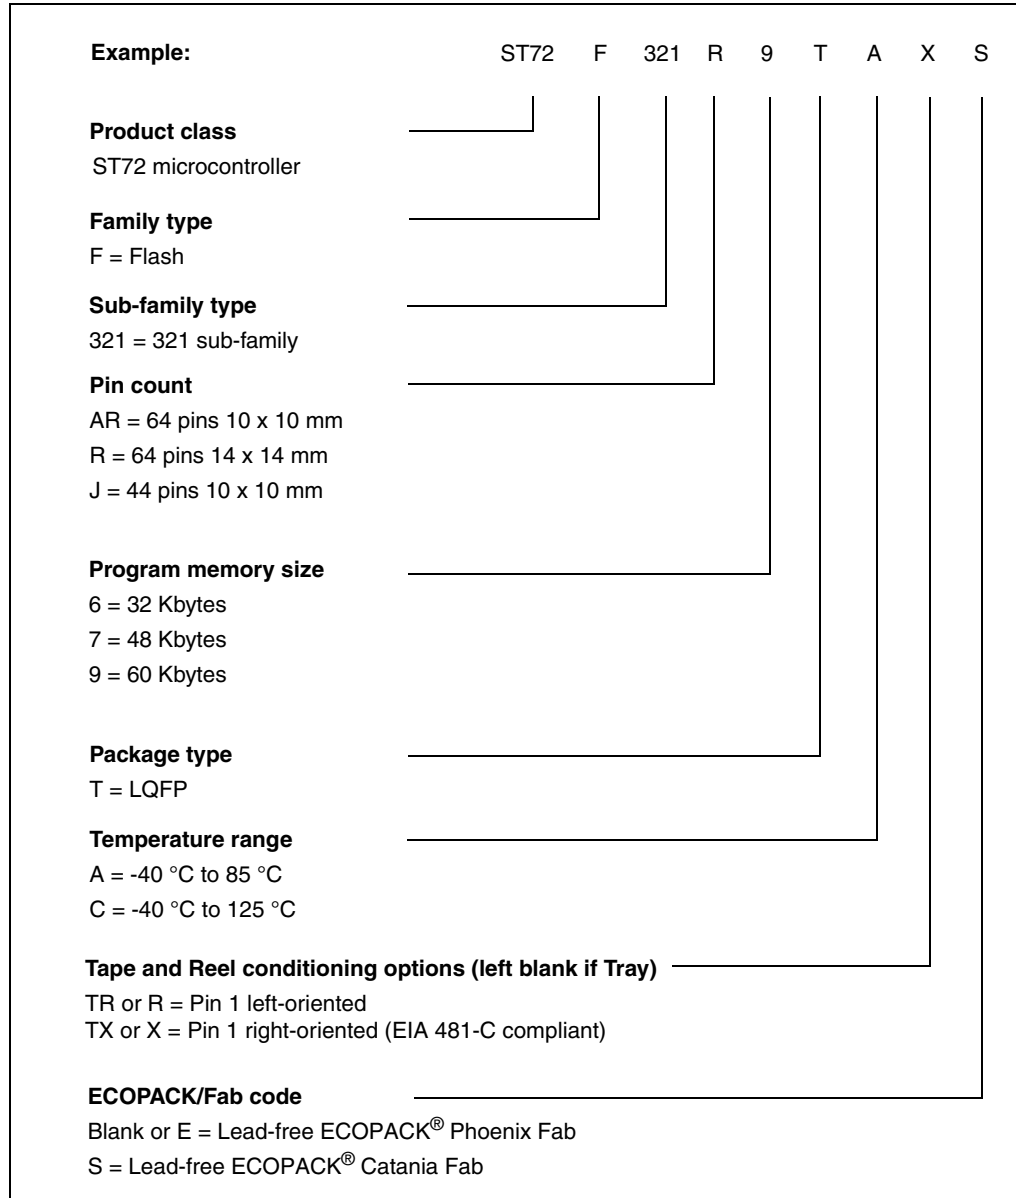 Example: ST72 F 321 R 9 T A X S
Product class
ST72 microcontroller
Family type
F = Flash
Sub-family type
321 = 321 sub-family
Pin count
AR = 64 pins 10 x 10 mm
R = 64 pins 14 x 14 mm
J = 44 pins 10 x 10 mm
Program memory size
6 = 32 Kbytes
7 = 48 Kbytes
9 = 60 Kbytes
Package type
T = LQFP
Temperature range
A = -40 °C to 85 °C
C = -40 °C to 125 °C
Tape and Reel conditioning options (left blank if Tray)
TR or R = Pin 1 left-oriented
TX or X = Pin 1 right-oriented (EIA 481-C compliant)
ECOPACK/Fab code
Blank or E = Lead-free ECOPACK® Phoenix Fab
S = Lead-free ECOPACK® Catania Fab